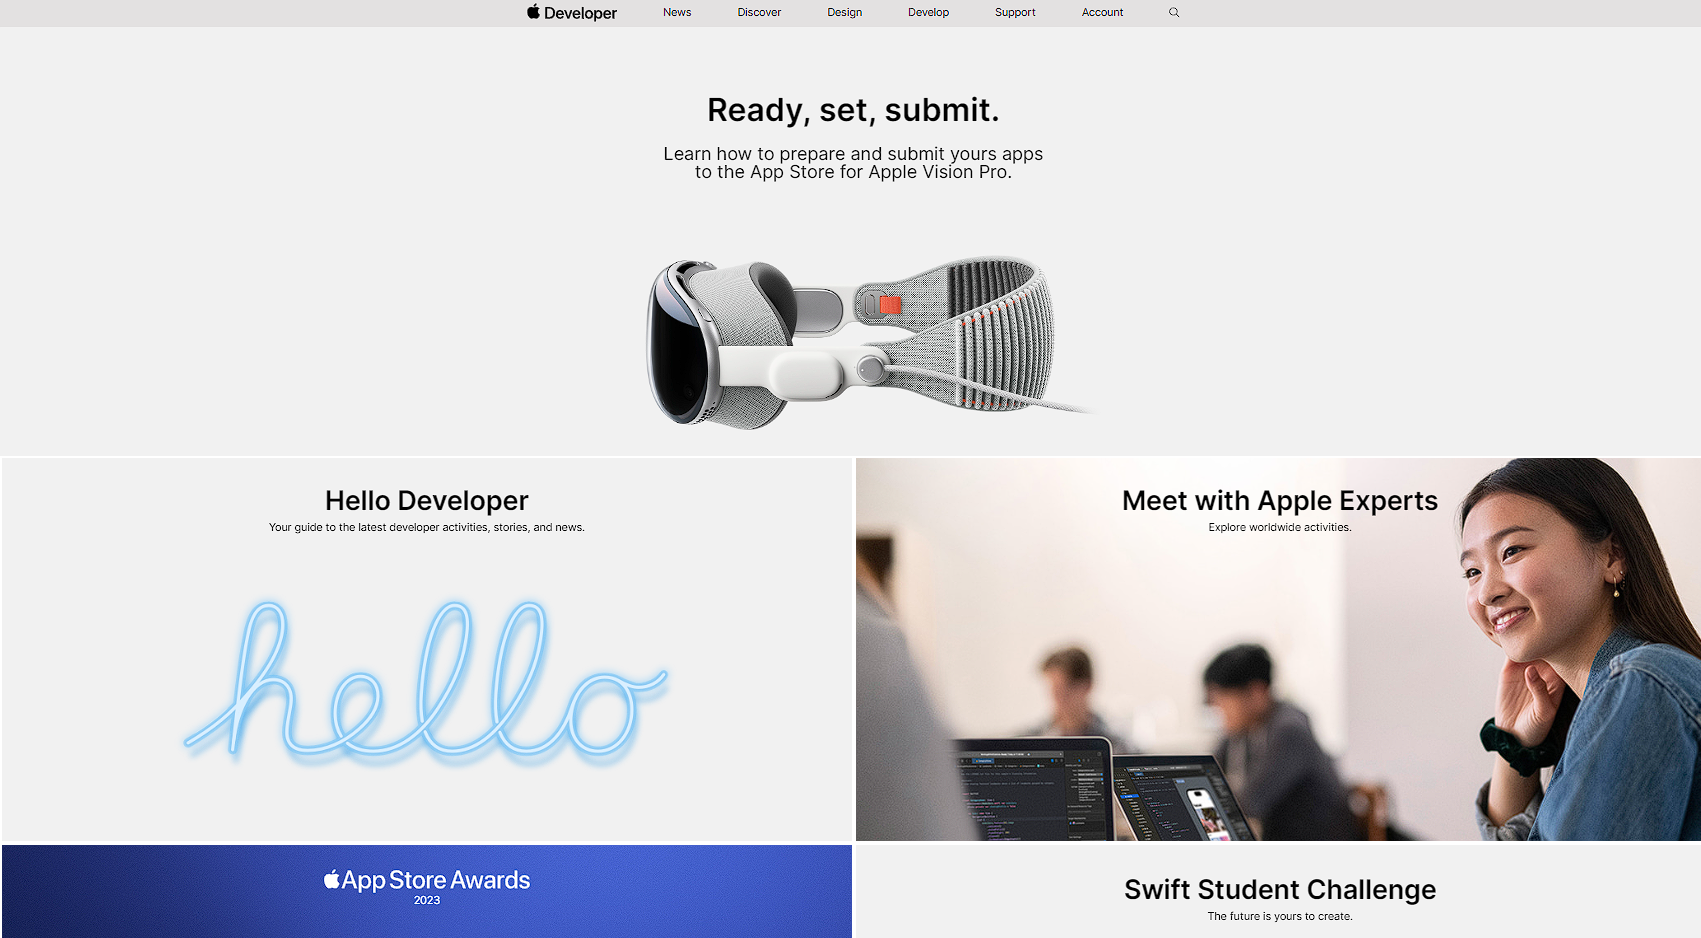 Developer News Discover Design Develop Support Account
Ready, set, submit.
Learn how to prepare and submit yours apps
to the App Store for Apple Vision Pro.
Hello Developer
Your guide to the latest developer activities, stories, and news.
hello
Meet with Apple Experts
Explore worldwide activities.
App Store Awards
2023
Swift Student Challenge
The future is yours to create.